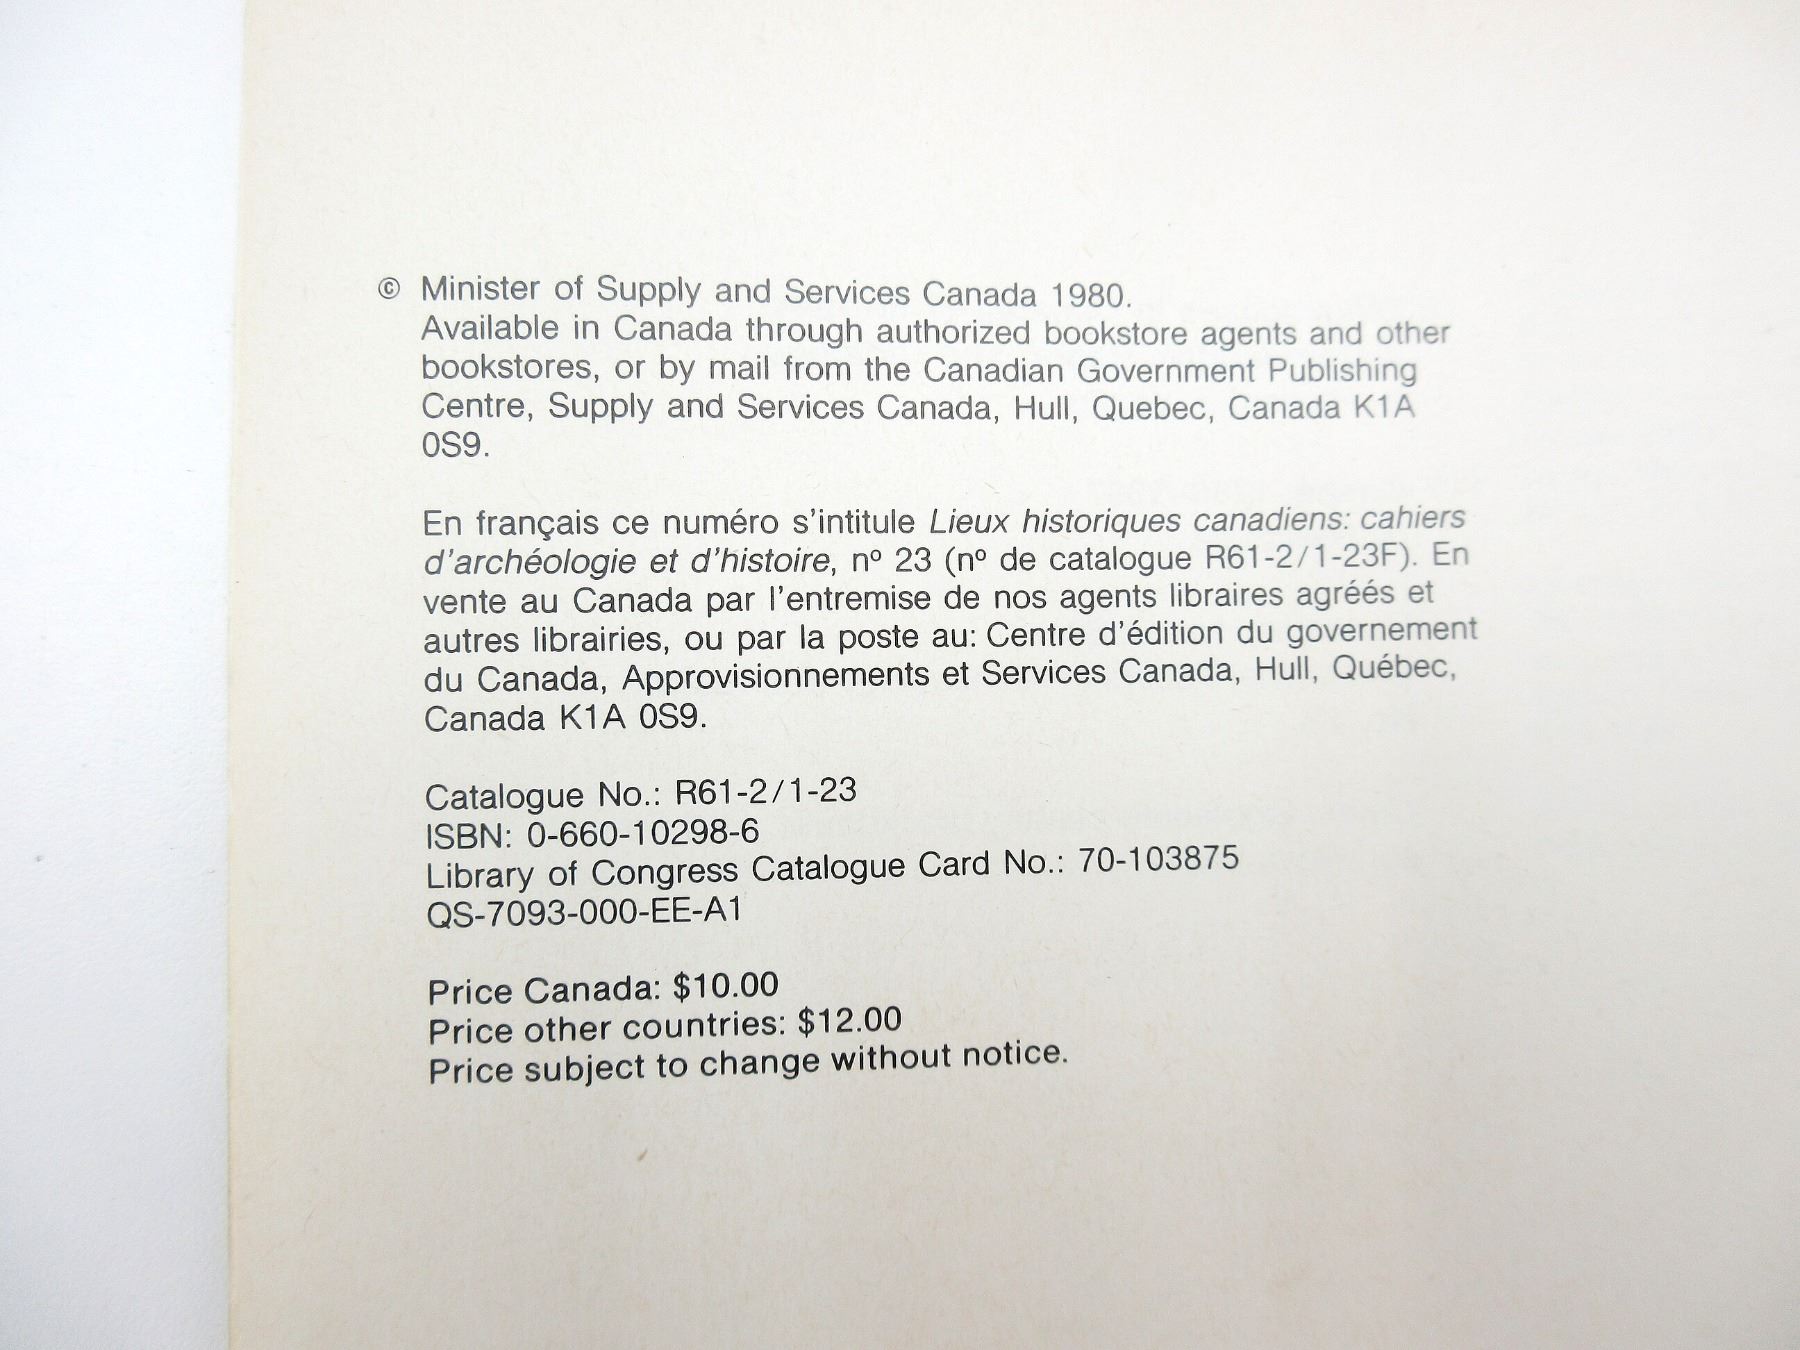 © Minister of Supply and Services Canada 1980.
Available in Canada through authorized bookstore agents and other
bookstores, or by mail from the Canadian Government Publishing
Centre, Supply and Services Canada, Hull, Quebec, Canada K1A
0S9.
En français ce numéro s'intitule Lieux historiques canadiens: cahiers
d'archéologie et d'histoire, nº 23 (nº de catalogue R61-2/1-23F). En
vente au Canada par l'entremise de nos agents libraires agréés et
autres librairies, ou par la poste au: Centre d'édition du governement
du Canada, Approvisionnements et Services Canada, Hull, Québec,
Canada K1A 0S9.
Catalogue No.: R61-2/1-23
ISBN: 0-660-10298-6
Library of Congress Catalogue Card No.: 70-103875
QS-7093-000-EE-A1
Price Canada: $10.00
Price other countries: $12.00
Price subject to change without notice.